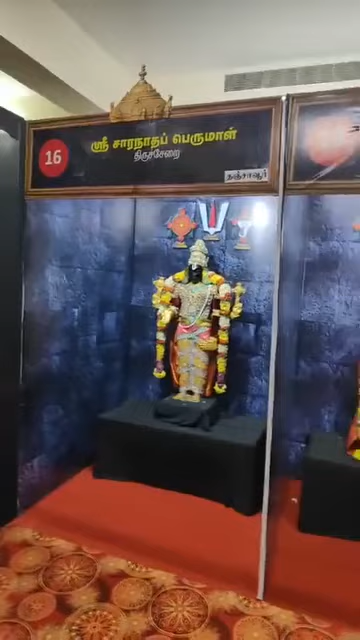 16
ஸ்ரீ சாரநாதப் பெருமாள்
திருச்சேறை
தஞ்சாவூர்